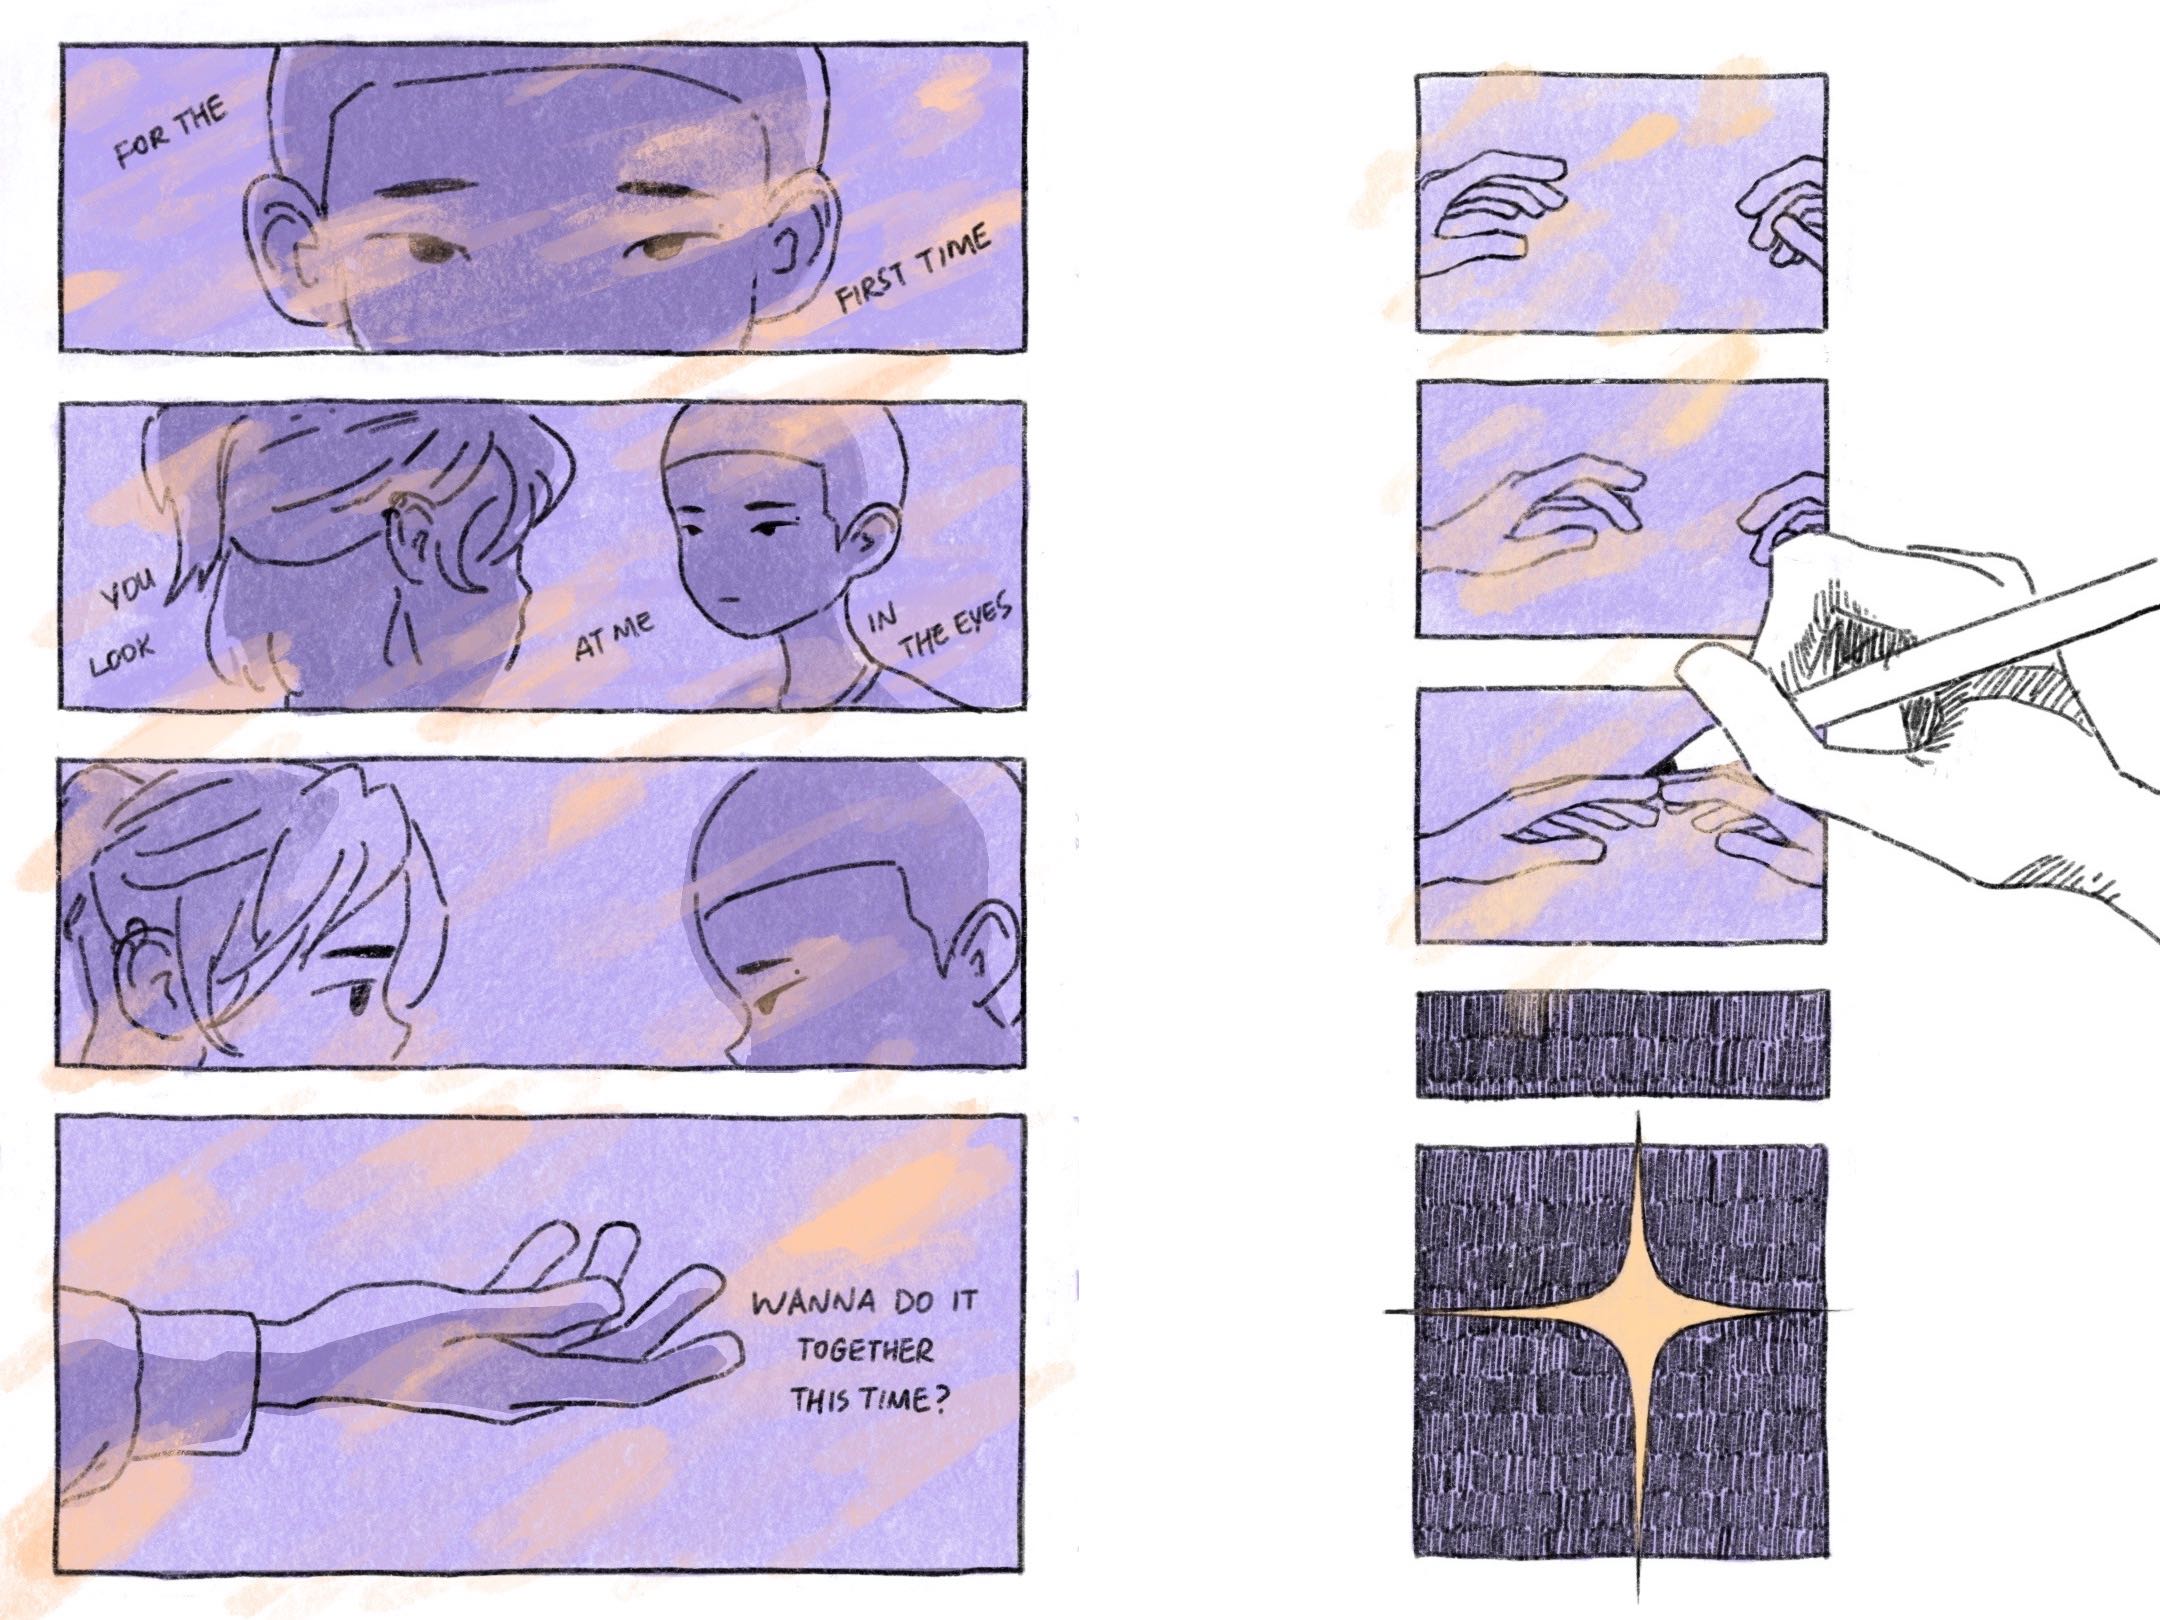 FOR THE
FIRST TIME
YOU
LOOK
AT ME
IN
THE EYES
WANNA DO IT
TOGETHER
THIS TIME?